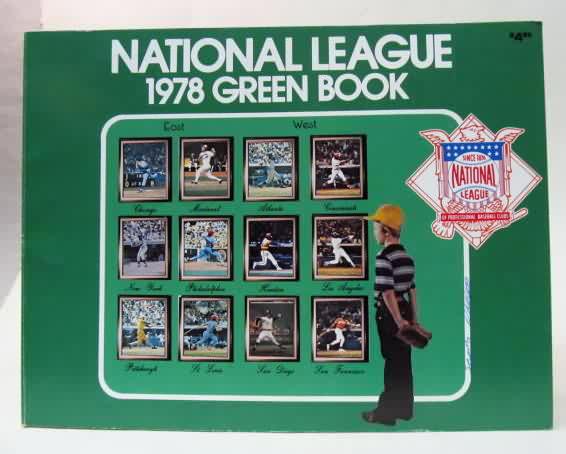 $4.95
NATIONAL LEAGUE
1978 GREEN BOOK
East West
Chicago Montreal Atlanta Cincinnati
New York Philadelphia Houston Los Angeles
Pittsburgh St. Louis San Diego San Francisco
SINCE 1876
NATIONAL
LEAGUE
OF PROFESSIONAL BASEBALL CLUBS